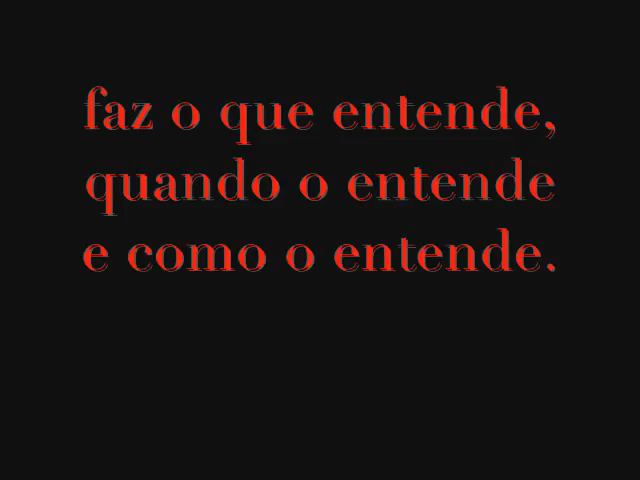 faz o que entende,
quando o entende
e como o entende.